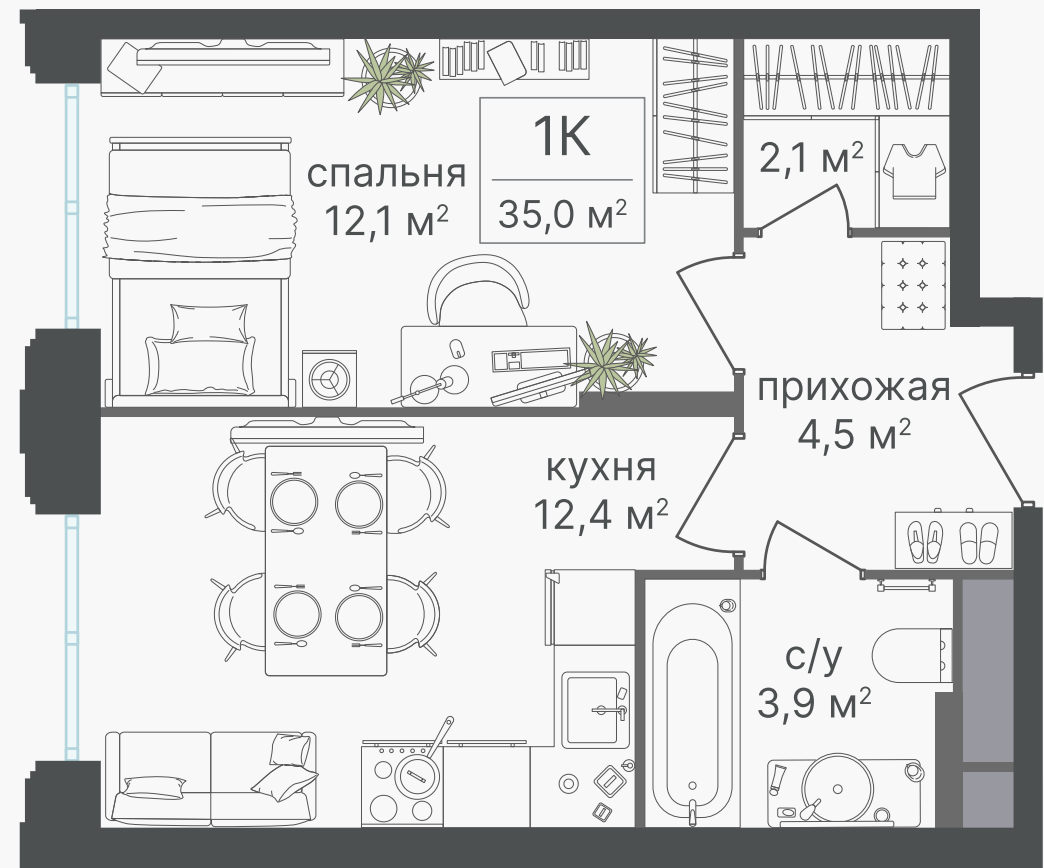 1К
35,0 м²
спальня
12,1 м²
2,1 м²
прихожая
4,5 м²
кухня
12,4 м²
с/у
3,9 м²